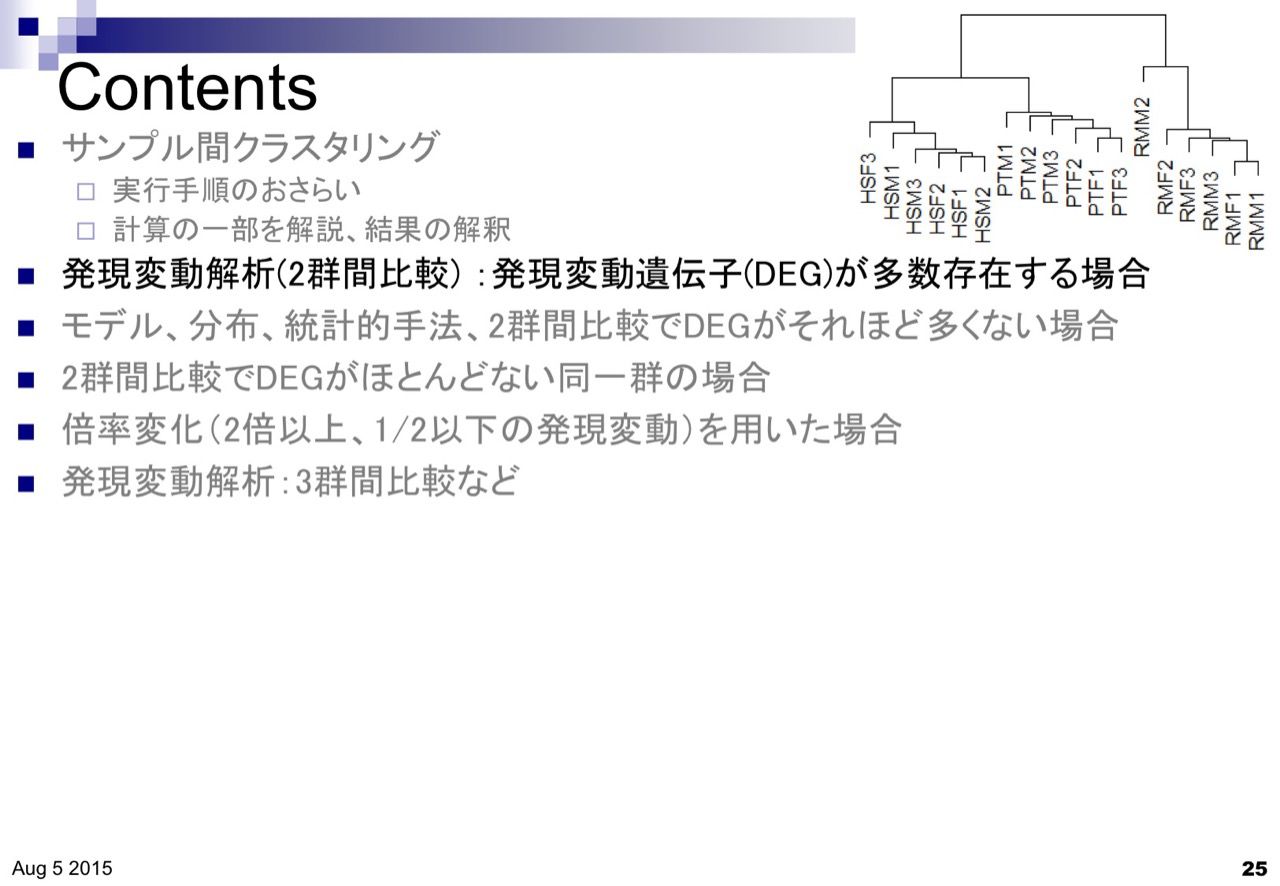 Contents
サンプル間クラスタリング
実行手順のおさらい
計算の一部を解説、結果の解釈
発現変動解析(2群間比較)：発現変動遺伝子(DEG)が多数存在する場合
モデル、分布、統計的手法、2群間比較でDEGがそれほど多くない場合
2群間比較でDEGがほとんどない同一群の場合
倍率変化(2倍以上、1/2以下の発現変動)を用いた場合
発現変動解析：3群間比較など
HSF3
HSM1
HSM3
HSF2
HSF1
HSM2
PTM1
PTM2
PTM3
PTF2
PTF1
PTF3
RMM2
RMF2
RMF3
RMM3
RMF1
RMM1
Aug 5 2015
25